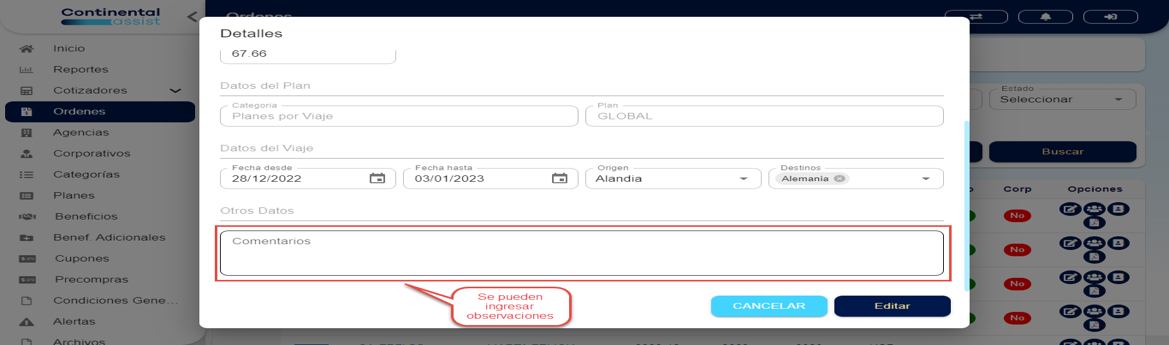 Continental
assist
Ordenes
Inicio
Reportes
Cotizadores
Ordenes
Agencias
Corporativos
Categorías
Planes
Beneficios
Benef. Adicionales
Cupones
Precompras
Condiciones Gene...
Alertas
Archivos
Detalles
67.66
Datos del Plan
Categoría
Planes por Viaje
Plan
GLOBAL
Datos del Viaje
Fecha desde
28/12/2022
Fecha hasta
03/01/2023
Origen
Alandia
Destinos
Alemania
Otros Datos
Comentarios
Se pueden
ingresar
observaciones
CANCELAR
Editar
Estado
Seleccionar
Buscar
Corp
Opciones
No
No
No
No